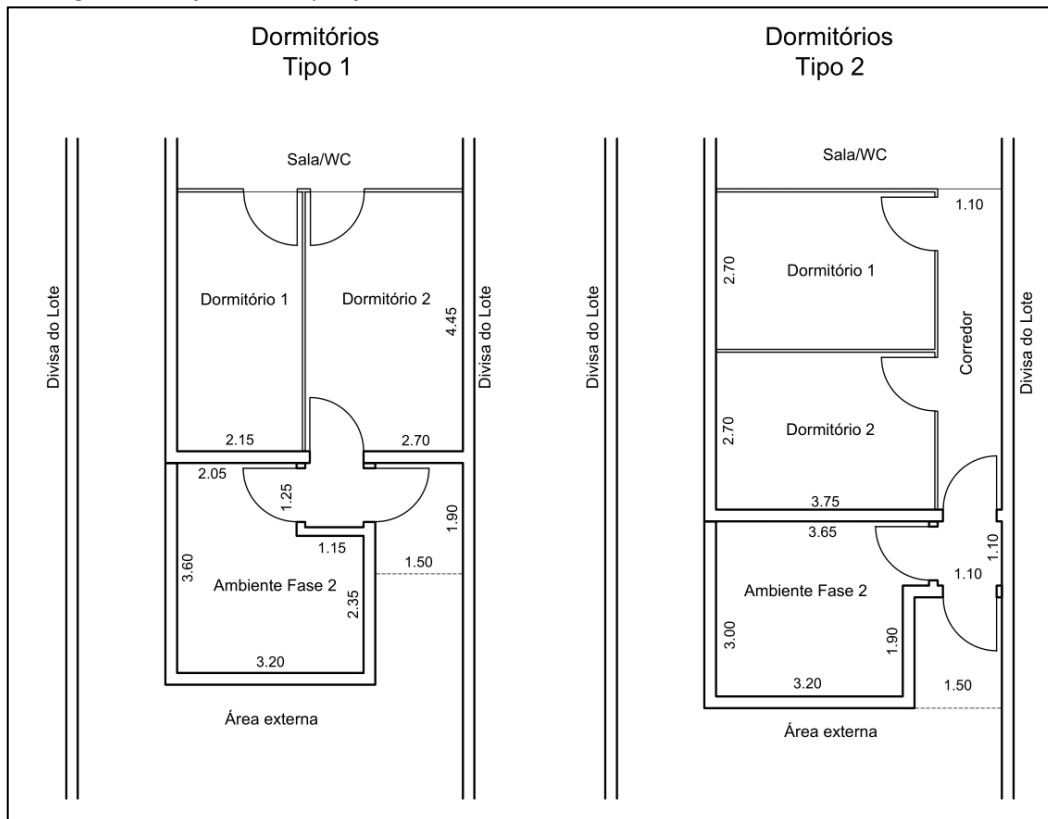 Dormitórios
Tipo 1
Sala/WC
Divisa do Lote
Dormitório 1
Dormitório 2
4.45
Divisa do Lote
2.15
2.70
2.05
1.25
1.90
1.15
1.50
3.60
Ambiente Fase 2
2.35
3.20
Área externa
Dormitórios
Tipo 2
Sala/WC
1.10
2.70
Dormitório 1
Divisa do Lote
Corredor
Divisa do Lote
2.70
Dormitório 2
3.75
3.65
1.10
1.10
Ambiente Fase 2
3.00
1.90
3.20
1.50
Área externa